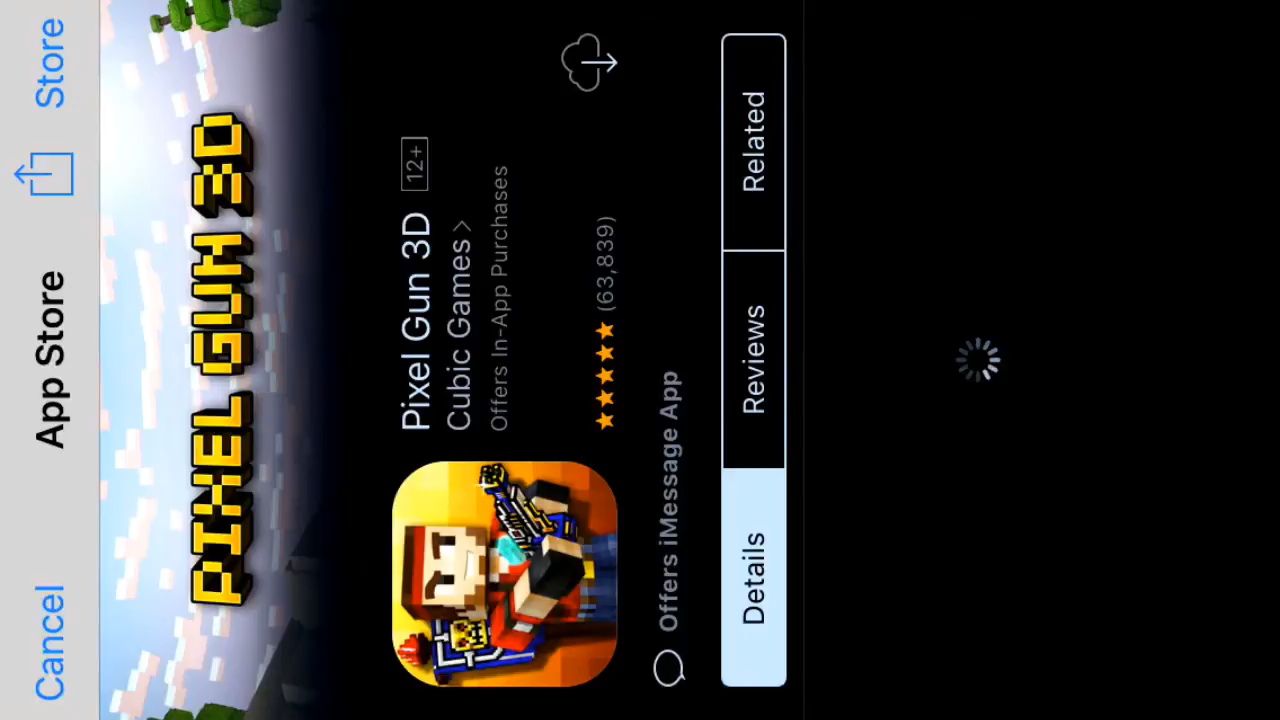 Cancel
App Store
Store
PIXEL GUN 3D
Pixel Gun 3D 12+
Cubic Games >
Offers In-App Purchases
★★★★★ (63,839)
Offers iMessage App
Details
Reviews
Related